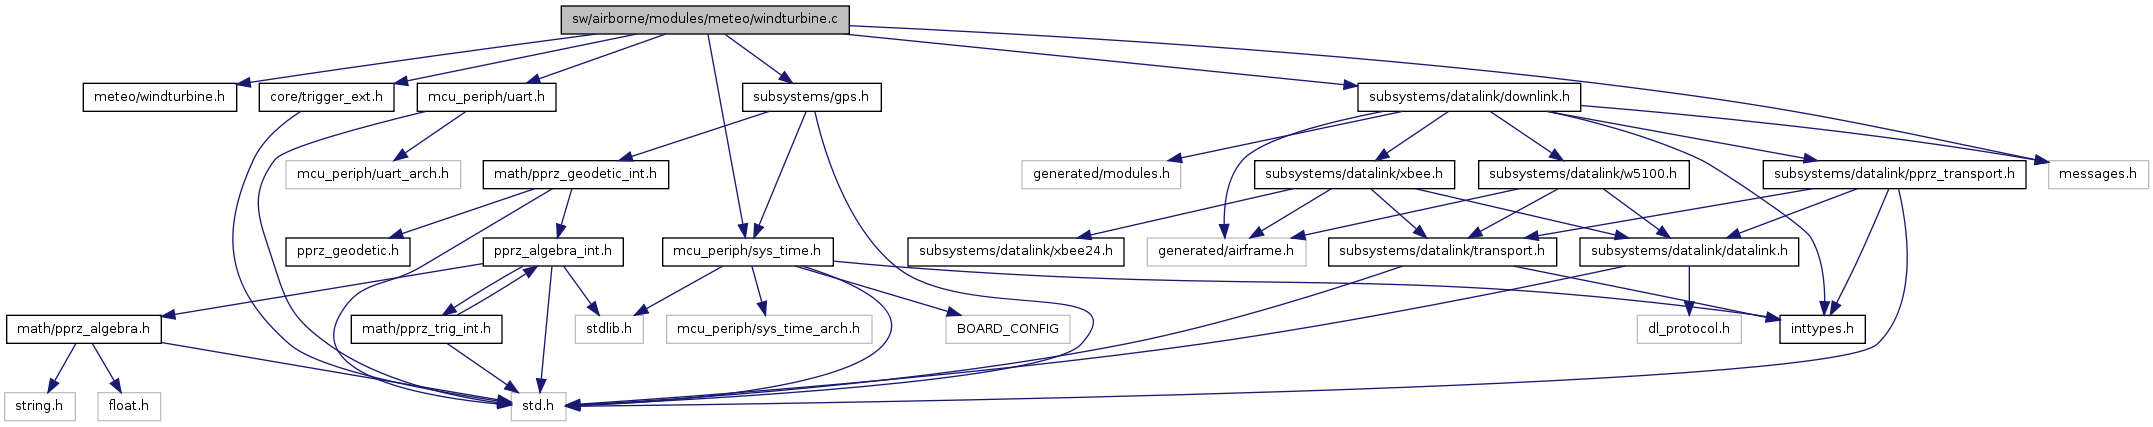 sw/airborne/modules/meteo/windturbine.c
meteo/windturbine.h
core/trigger_ext.h
mcu_periph/uart.h
subsystems/gps.h
subsystems/datalink/downlink.h
mcu_periph/uart_arch.h
math/pprz_geodetic_int.h
generated/modules.h
subsystems/datalink/xbee.h
subsystems/datalink/w5100.h
subsystems/datalink/pprz_transport.h
messages.h
pprz_geodetic.h
pprz_algebra_int.h
mcu_periph/sys_time.h
subsystems/datalink/xbee24.h
generated/airframe.h
subsystems/datalink/transport.h
subsystems/datalink/datalink.h
math/pprz_algebra.h
math/pprz_trig_int.h
stdlib.h
mcu_periph/sys_time_arch.h
BOARD_CONFIG
dl_protocol.h
inttypes.h
string.h
float.h
std.h